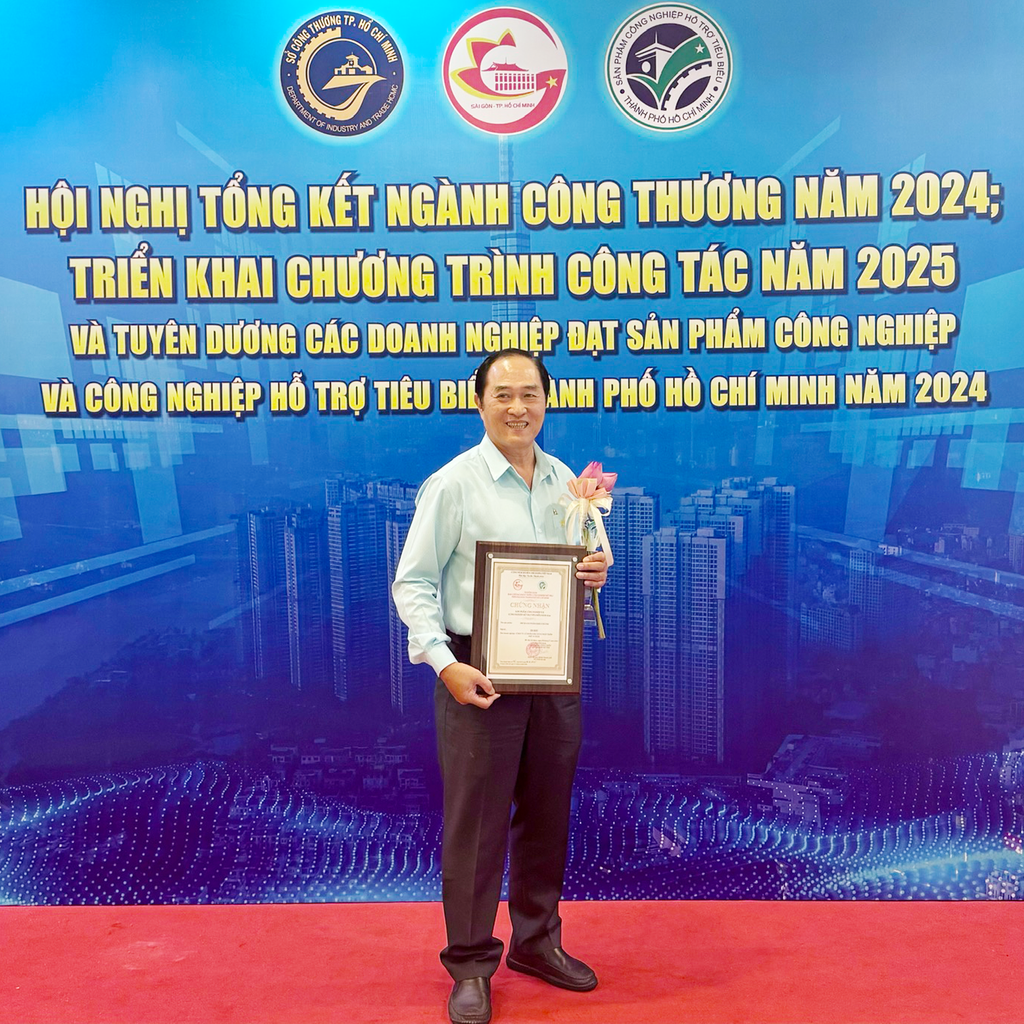 SỞ CÔNG THƯƠNG TP. HỒ CHÍ MINH
DEPARTMENT OF INDUSTRY AND TRADE HCMC
SÀI GÒN - TP. HỒ CHÍ MINH
SẢN PHẨM CÔNG NGHIỆP HỖ TRỢ TIÊU BIỂU
THÀNH PHỐ HỒ CHÍ MINH
HỘI NGHỊ TỔNG KẾT NGÀNH CÔNG THƯƠNG NĂM 2024;
TRIỂN KHAI CHƯƠNG TRÌNH CÔNG TÁC NĂM 2025
VÀ TUYÊN DƯƠNG CÁC DOANH NGHIỆP ĐẠT SẢN PHẨM CÔNG NGHIỆP
VÀ CÔNG NGHIỆP HỖ TRỢ TIÊU PHỐ HỒ CHÍ MINH NĂM 2024
CHỨNG NHẬN